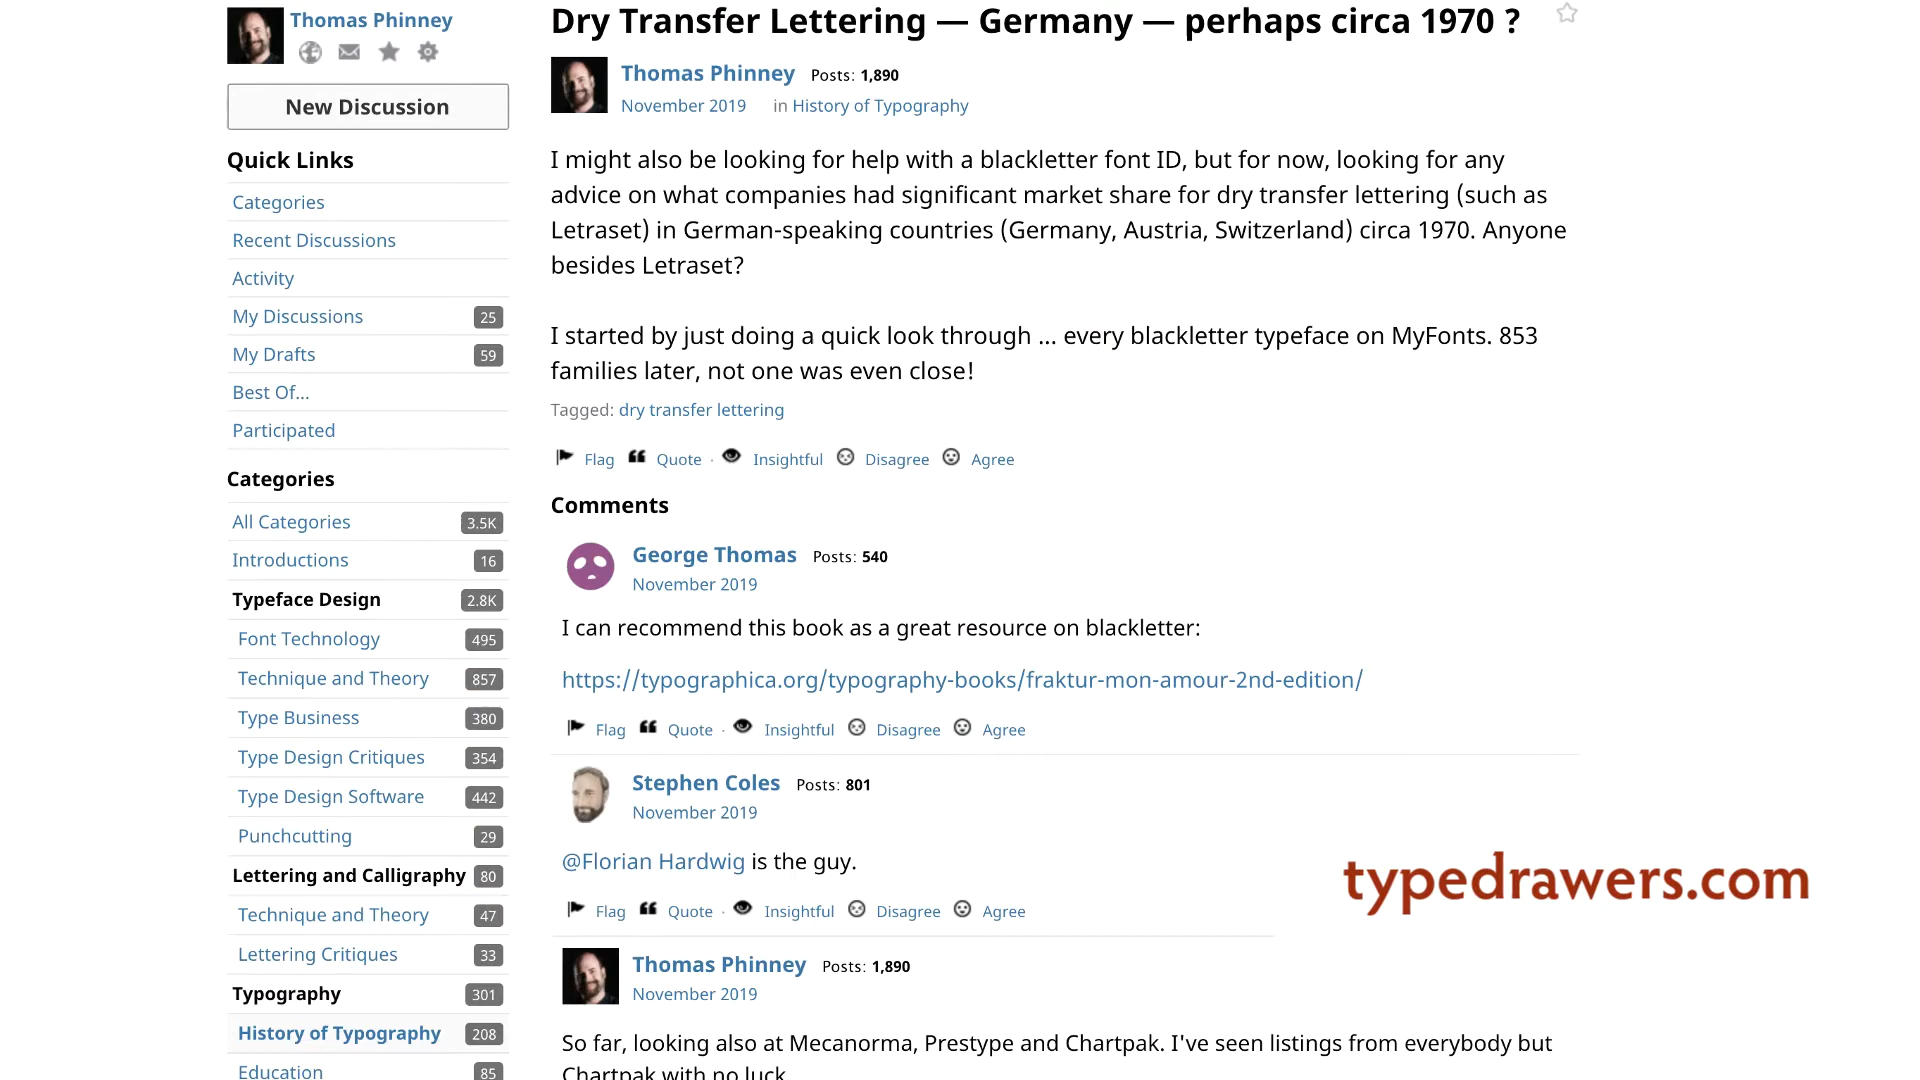 Thomas Phinney
New Discussion
Quick Links
Categories
Recent Discussions
Activity
My Discussions 25
My Drafts 59
Best Of...
Participated
Categories
All Categories 3.5K
Introductions 16
Typeface Design 2.8K
Font Technology 495
Technique and Theory 857
Type Business 380
Type Design Critiques 354
Type Design Software 442
Punchcutting 29
Lettering and Calligraphy 80
Technique and Theory 47
Lettering Critiques 33
Typography 301
History of Typography 208
Education 85
Dry Transfer Lettering — Germany — perhaps circa 1970 ?
Thomas Phinney Posts: 1,890
November 2019 in History of Typography
I might also be looking for help with a blackletter font ID, but for now, looking for any
advice on what companies had significant market share for dry transfer lettering (such as
Letraset) in German-speaking countries (Germany, Austria, Switzerland) circa 1970. Anyone
besides Letraset?
I started by just doing a quick look through ... every blackletter typeface on MyFonts. 853
families later, not one was even close!
Tagged: dry transfer lettering
Flag Quote · Insightful Disagree Agree
Comments
George Thomas Posts: 540
November 2019
I can recommend this book as a great resource on blackletter:
https://typographica.org/typography-books/fraktur-mon-amour-2nd-edition/
Flag Quote · Insightful Disagree Agree
Stephen Coles Posts: 801
November 2019
@Florian Hardwig is the guy.
Flag Quote · Insightful Disagree Agree
typedrawers.com
Thomas Phinney Posts: 1,890
November 2019
So far, looking also at Mecanorma, Prestype and Chartpak. I've seen listings from everybody but
Chartpak with no luck